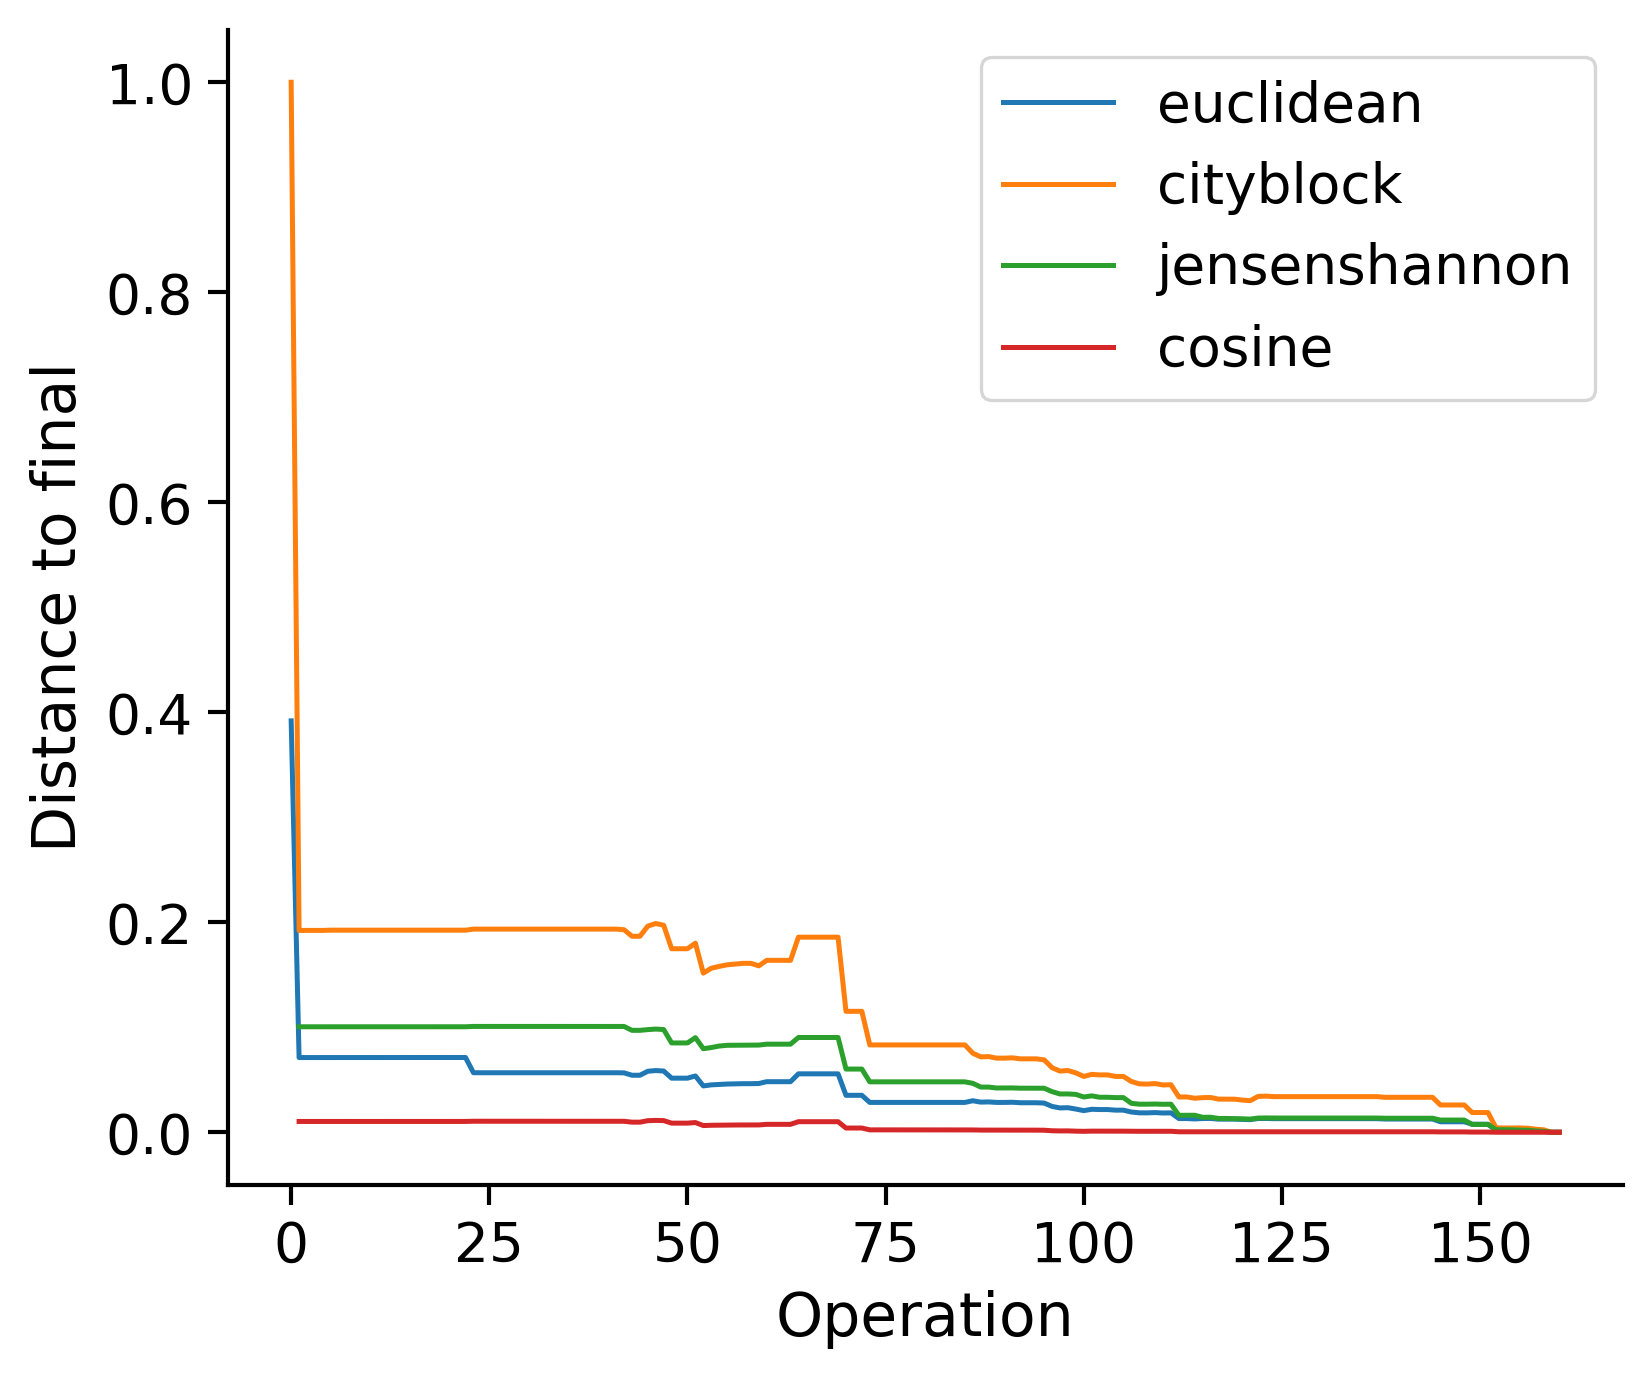 Distance to final
1.0
0.8
0.6
0.4
0.2
0.0
euclidean
cityblock
jensenshannon
cosine
0 25 50 75 100 125 150
Operation